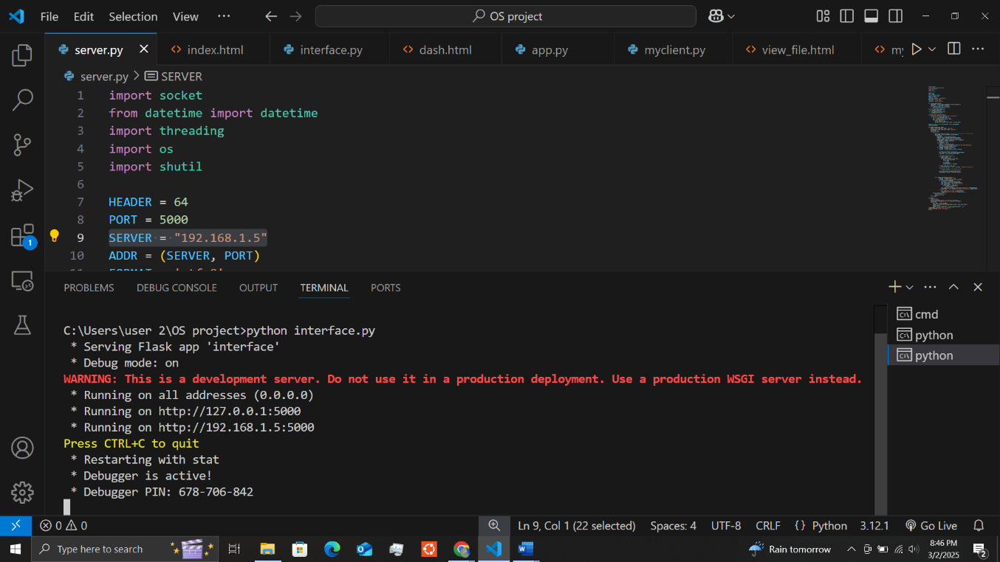 File Edit Selection View ··· OS project
server.py index.html interface.py dash.html app.py myclient.py view_file.html my
server.py > SERVER
1 import socket
2 from datetime import datetime
3 import threading
4 import os
5 import shutil
6
7 HEADER = 64
8 PORT = 5000
9 SERVER = "192.168.1.5"
10 ADDR = (SERVER, PORT)
PROBLEMS DEBUG CONSOLE OUTPUT TERMINAL PORTS
C:\Users\user 2\OS project>python interface.py
* Serving Flask app 'interface'
* Debug mode: on
WARNING: This is a development server. Do not use it in a production deployment. Use a production WSGI server instead.
* Running on all addresses (0.0.0.0)
* Running on http://127.0.0.1:5000
* Running on http://192.168.1.5:5000
Press CTRL+C to quit
* Restarting with stat
* Debugger is active!
* Debugger PIN: 678-706-842
cmd
python
python
1
0 0 Ln 9, Col 1 (22 selected) Spaces: 4 UTF-8 CRLF {} Python 3.12.1 Go Live
Type here to search Rain tomorrow 8:46 PM
3/2/2025
2